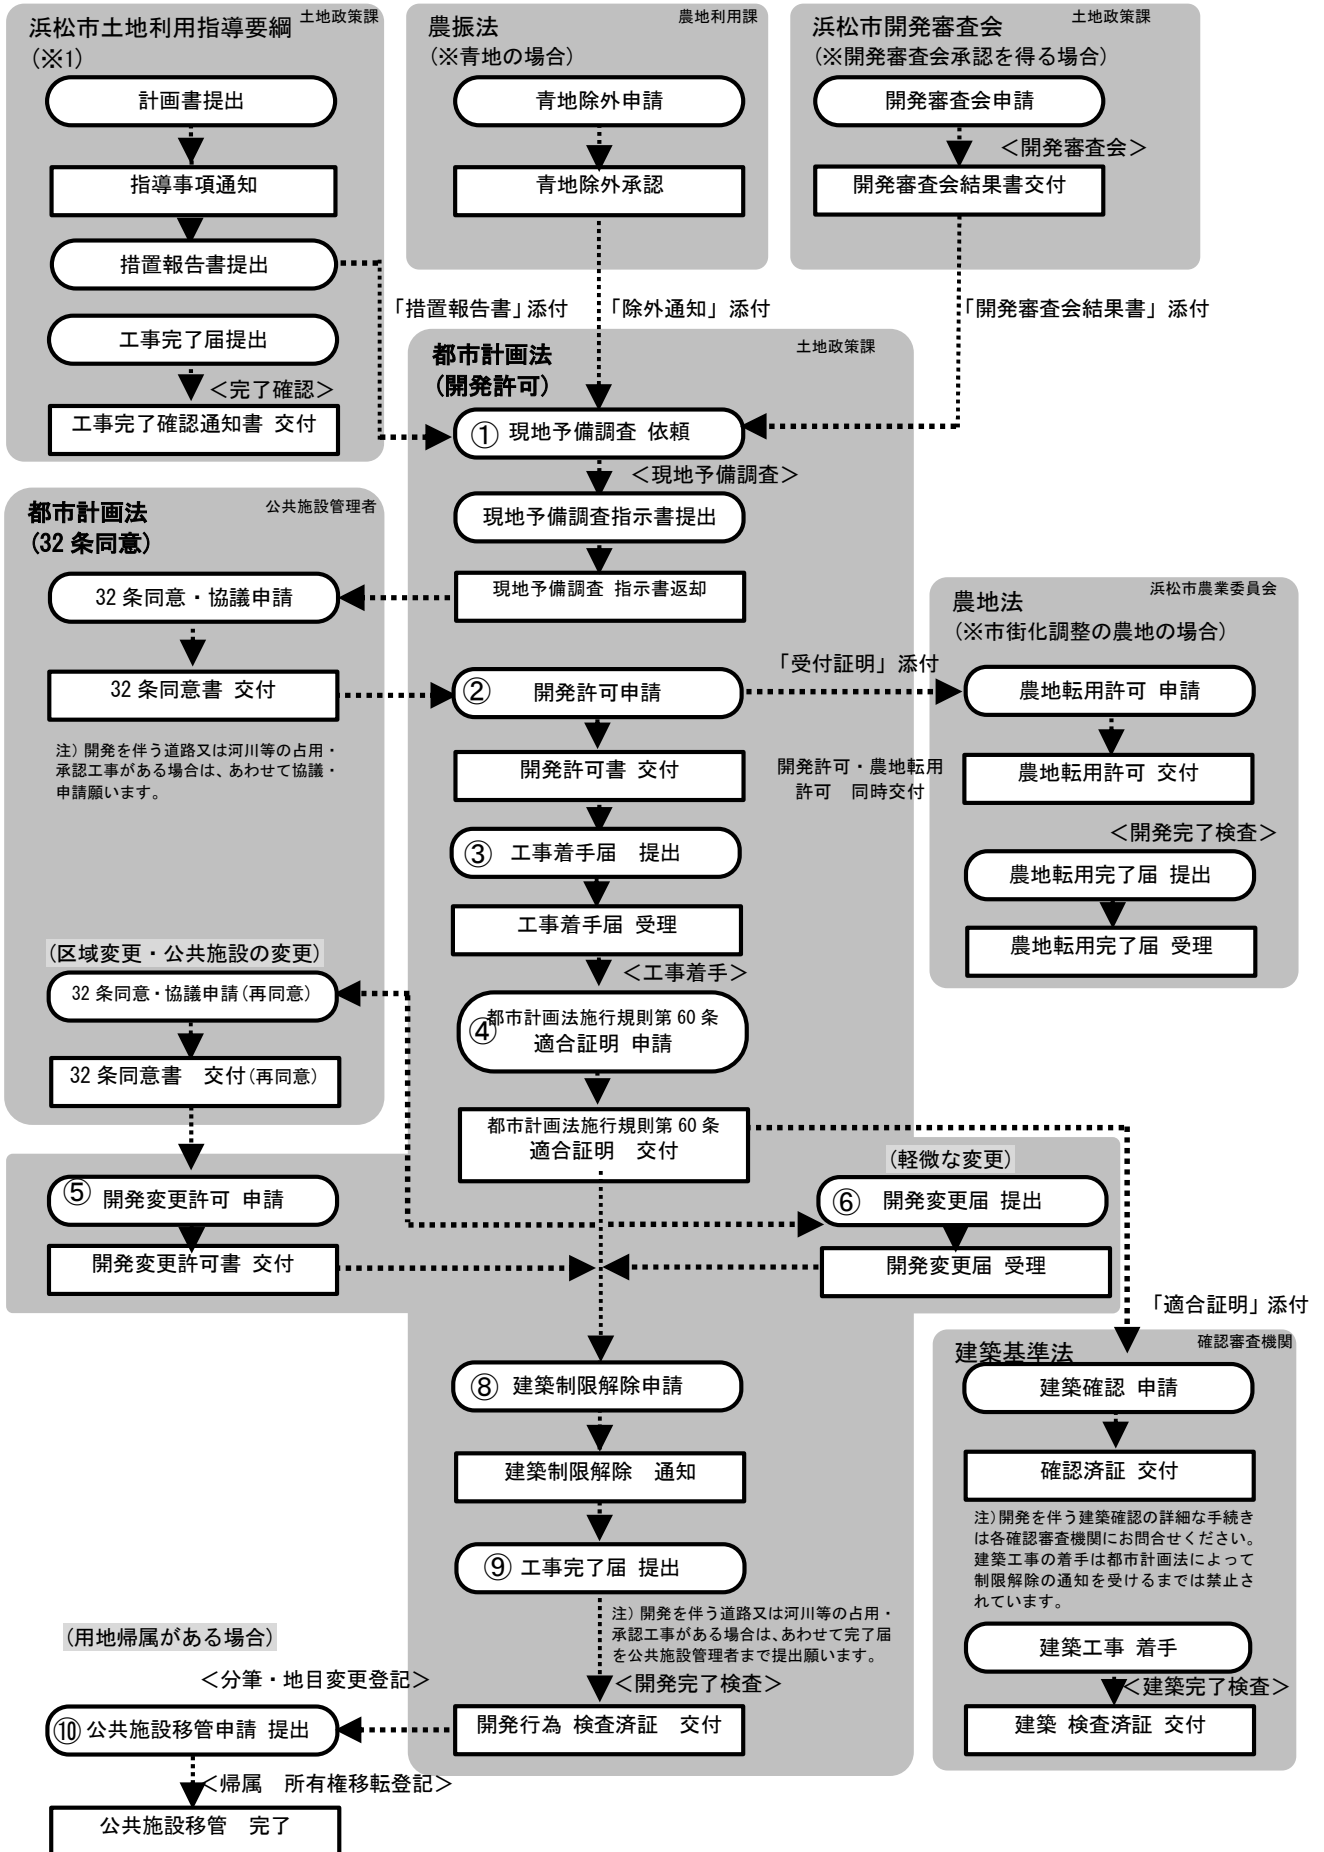 浜松市土地利用指導要綱
土地政策課
(※1)
計画書提出
指導事項通知
措置報告書提出
工事完了届提出
＜完了確認＞
工事完了確認通知書 交付
農振法
農地利用課
(※青地の場合)
青地除外申請
青地除外承認
浜松市開発審査会
土地政策課
(※開発審査会承認を得る場合)
開発審査会申請
＜開発審査会＞
開発審査会結果書交付
「措置報告書」添付
「除外通知」添付
「開発審査会結果書」添付
都市計画法
(開発許可)
土地政策課
① 現地予備調査 依頼
＜現地予備調査＞
現地予備調査指示書提出
現地予備調査 指示書返却
都市計画法
(32 条同意)
公共施設管理者
32 条同意・協議申請
32 条同意書 交付
注) 開発を伴う道路又は河川等の占用・
承認工事がある場合は、あわせて協議・
申請願います。
② 開発許可申請
開発許可書 交付
③ 工事着手届 提出
工事着手届 受理
＜工事着手＞
④ 都市計画法施行規則第 60 条
適合証明 申請
都市計画法施行規則第 60 条
適合証明 交付
「受付証明」添付
開発許可・農地転用
許可 同時交付
農地法
浜松市農業委員会
(※市街化調整の農地の場合)
農地転用許可 申請
農地転用許可 交付
＜開発完了検査＞
農地転用完了届 提出
農地転用完了届 受理
(区域変更・公共施設の変更)
32 条同意・協議申請(再同意)
32 条同意書 交付(再同意)
⑤ 開発変更許可 申請
開発変更許可書 交付
(軽微な変更)
⑥ 開発変更届 提出
開発変更届 受理
「適合証明」添付
⑧ 建築制限解除申請
建築制限解除 通知
⑨ 工事完了届 提出
注) 開発を伴う道路又は河川等の占用・
承認工事がある場合は、あわせて完了届
を公共施設管理者まで提出願います。
＜開発完了検査＞
開発行為 検査済証 交付
建築基準法
確認審査機関
建築確認 申請
確認済証 交付
注) 開発を伴う建築確認の詳細な手続き
は各確認審査機関にお問合せください。
建築工事の着手は都市計画法によって
制限解除の通知を受けるまでは禁止さ
れています。
建築工事 着手
＜建築完了検査＞
建築 検査済証 交付
(用地帰属がある場合)
＜分筆・地目変更登記＞
⑩ 公共施設移管申請 提出
＜帰属 所有権移転登記＞
公共施設移管 完了